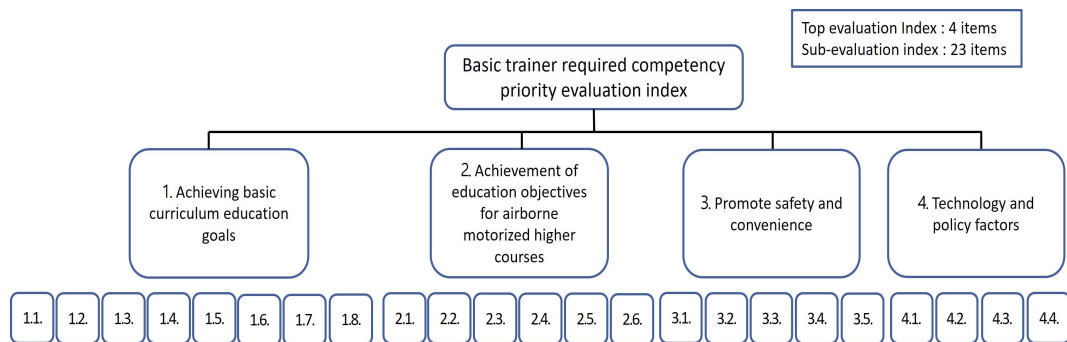 Top evaluation Index : 4 items
Sub-evaluation index : 23 items
Basic trainer required competency
priority evaluation index
1. Achieving basic
curriculum education
goals
2. Achievement of
education objectives
for airborne
motorized higher
courses
3. Promote safety and
convenience
4. Technology and
policy factors
1.1. 1.2. 1.3. 1.4. 1.5. 1.6. 1.7. 1.8. 2.1. 2.2. 2.3. 2.4. 2.5. 2.6. 3.1. 3.2. 3.3. 3.4. 3.5. 4.1. 4.2. 4.3. 4.4.